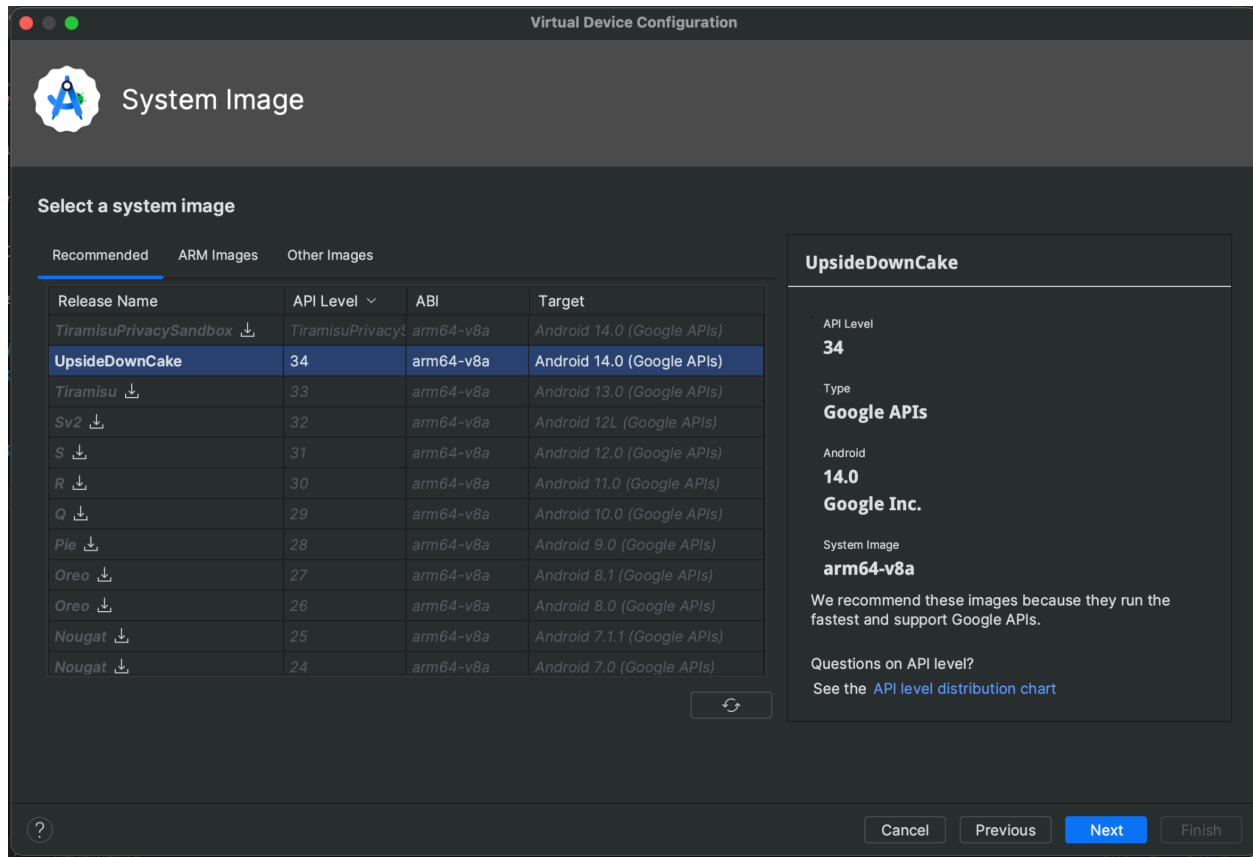 Virtual Device Configuration
System Image
Select a system image
Recommended ARM Images Other Images
Release Name API Level ABI Target
TiramisuPrivacySandbox TiramisuPrivacyS arm64-v8a Android 14.0 (Google APIs)
UpsideDownCake 34 arm64-v8a Android 14.0 (Google APIs)
Tiramisu 33 arm64-v8a Android 13.0 (Google APIs)
Sv2 32 arm64-v8a Android 12L (Google APIs)
S 31 arm64-v8a Android 12.0 (Google APIs)
R 30 arm64-v8a Android 11.0 (Google APIs)
Q 29 arm64-v8a Android 10.0 (Google APIs)
Pie 28 arm64-v8a Android 9.0 (Google APIs)
Oreo 27 arm64-v8a Android 8.1 (Google APIs)
Oreo 26 arm64-v8a Android 8.0 (Google APIs)
Nougat 25 arm64-v8a Android 7.1.1 (Google APIs)
Nougat 24 arm64-v8a Android 7.0 (Google APIs)
UpsideDownCake
API Level
34
Type
Google APIs
Android
14.0
Google Inc.
System Image
arm64-v8a
We recommend these images because they run the
fastest and support Google APIs.
Questions on API level?
See the API level distribution chart
? Cancel Previous Next Finish